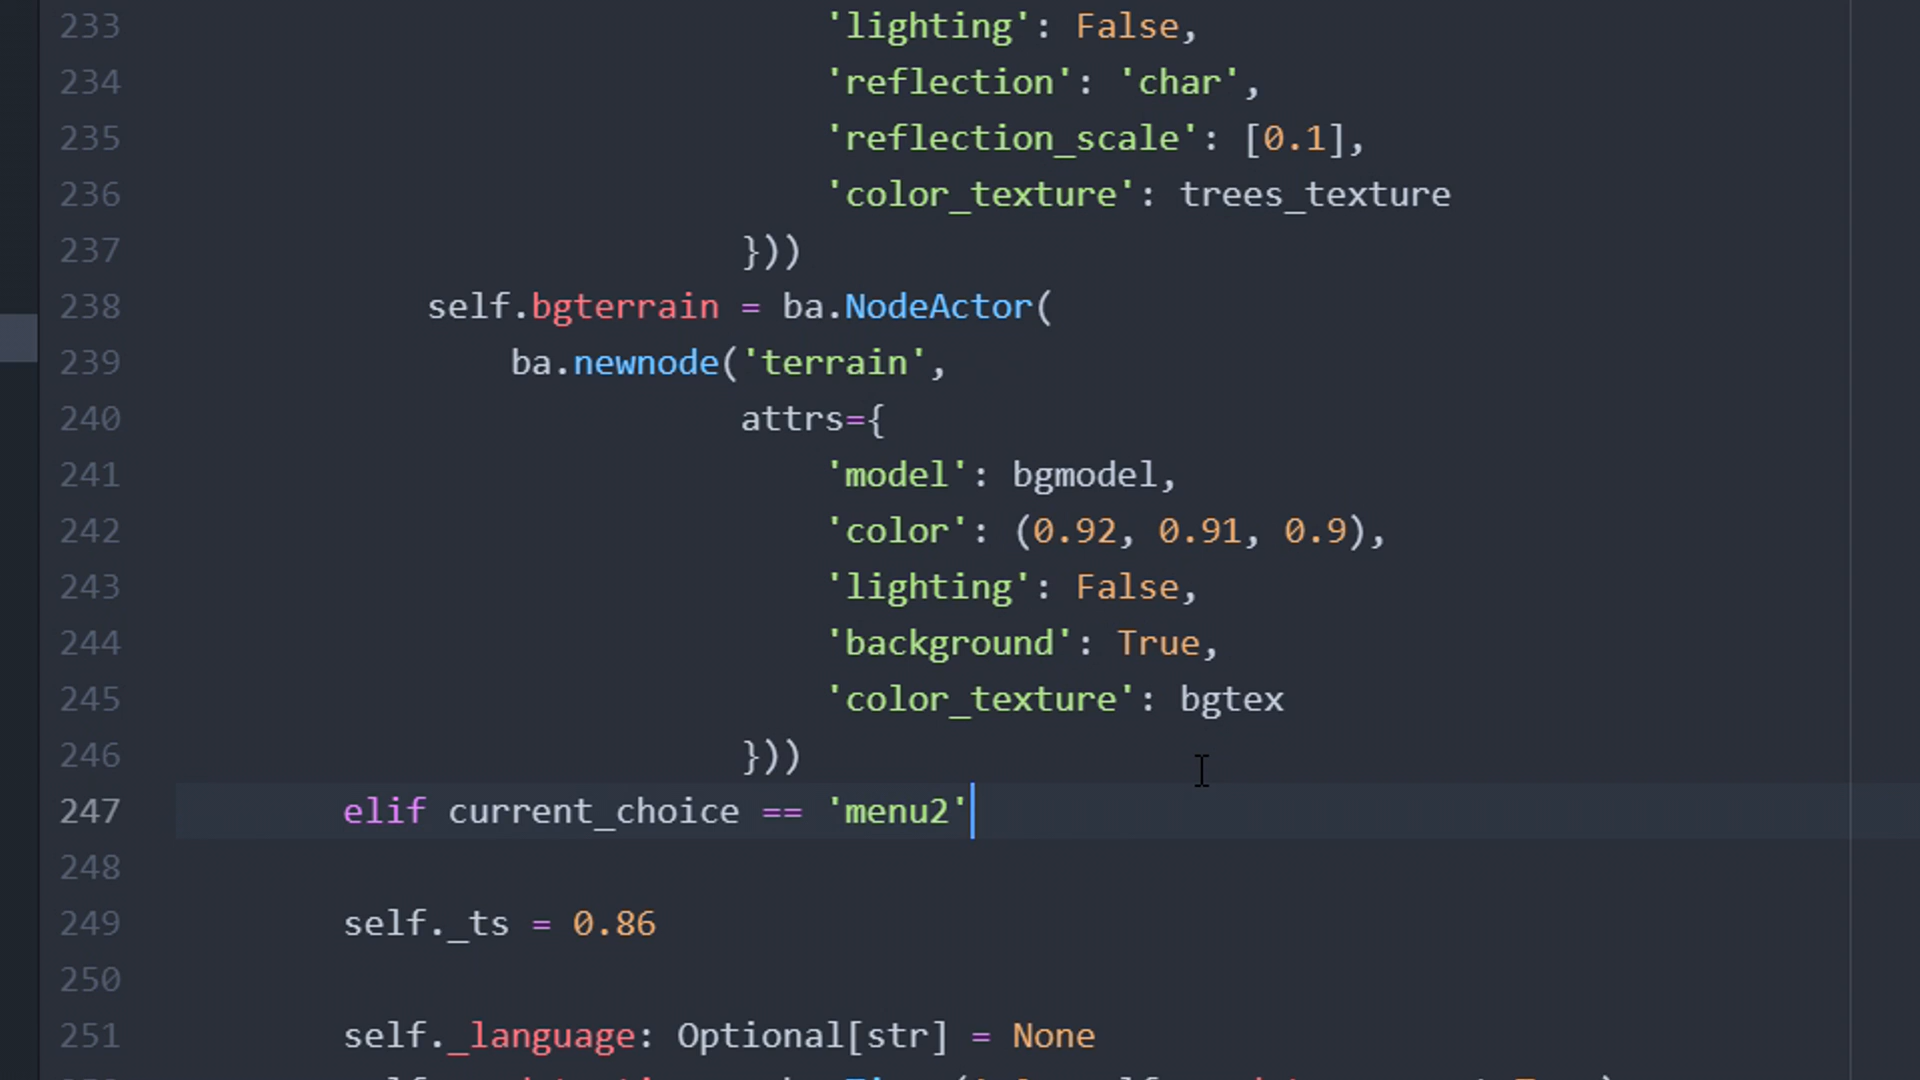 233 'lighting': False,
234 'reflection': 'char',
235 'reflection_scale': [0.1],
236 'color_texture': trees_texture
237 }))
238 self.bgterrain = ba.NodeActor(
239 ba.newnode('terrain',
240 attrs={
241 'model': bgmodel,
242 'color': (0.92, 0.91, 0.9),
243 'lighting': False,
244 'background': True,
245 'color_texture': bgtex
246 }))
247 elif current_choice == 'menu2'
248
249 self._ts = 0.86
250
251 self._language: Optional[str] = None